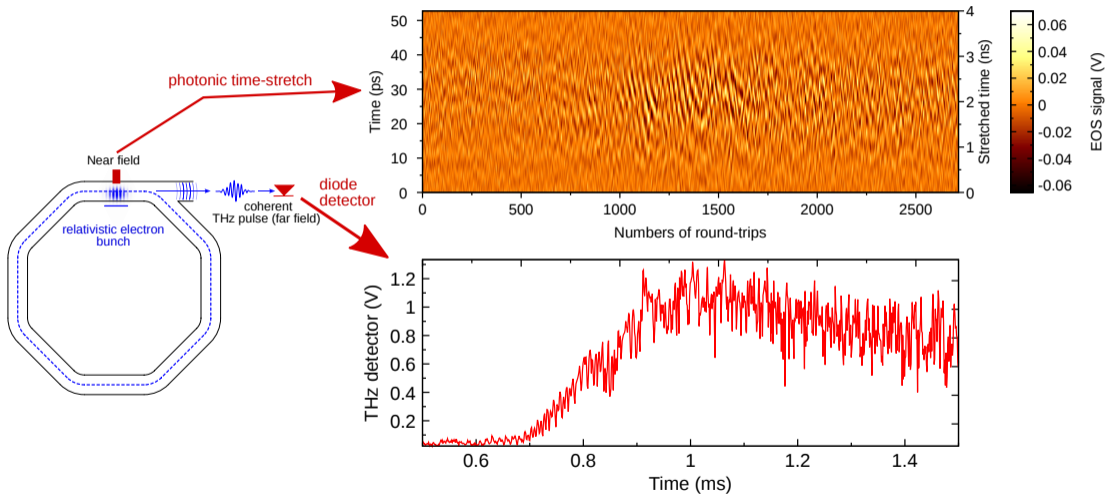 photonic time-stretch
Near field
relativistic electron
bunch
coherent
THz pulse (far field)
diode
detector
Time (ps)
50
40
30
20
10
0
0
500
1000
1500
2000
2500
Numbers of round-trips
4
3
2
1
0
Stretched time (ns)
0.06
0.04
0.02
0
-0.02
-0.04
-0.06
EOS signal (V)
THz detector (V)
1.2
1
0.8
0.6
0.4
0.2
0.6
0.8
1
1.2
1.4
Time (ms)